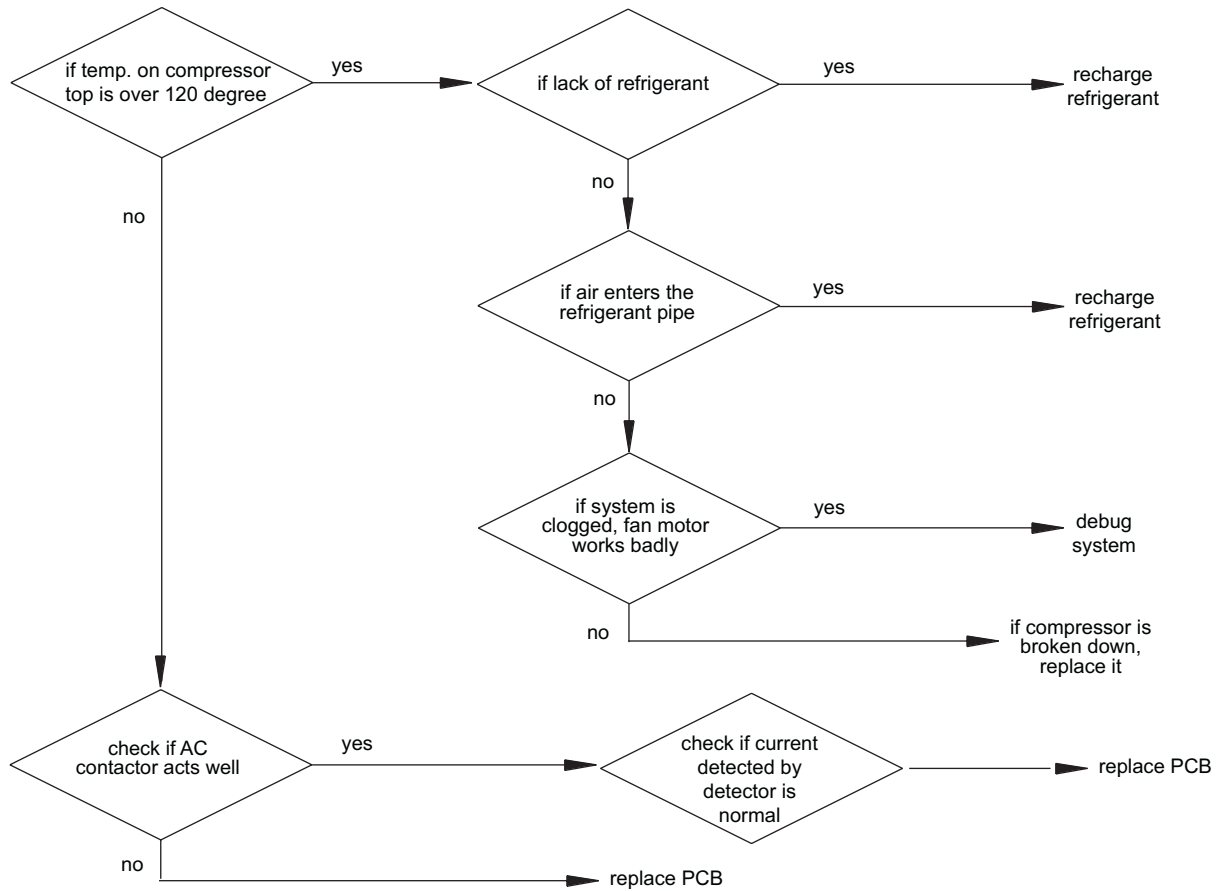 if temp. on compressor
top is over 120 degree
yes
if lack of refrigerant
yes
recharge
refrigerant
no
no
if air enters the
refrigerant pipe
yes
recharge
refrigerant
no
if system is
clogged, fan motor
works badly
yes
debug
system
no
if compressor is
broken down,
replace it
check if AC
contactor acts well
yes
check if current
detected by
detector is
normal
replace PCB
no
replace PCB